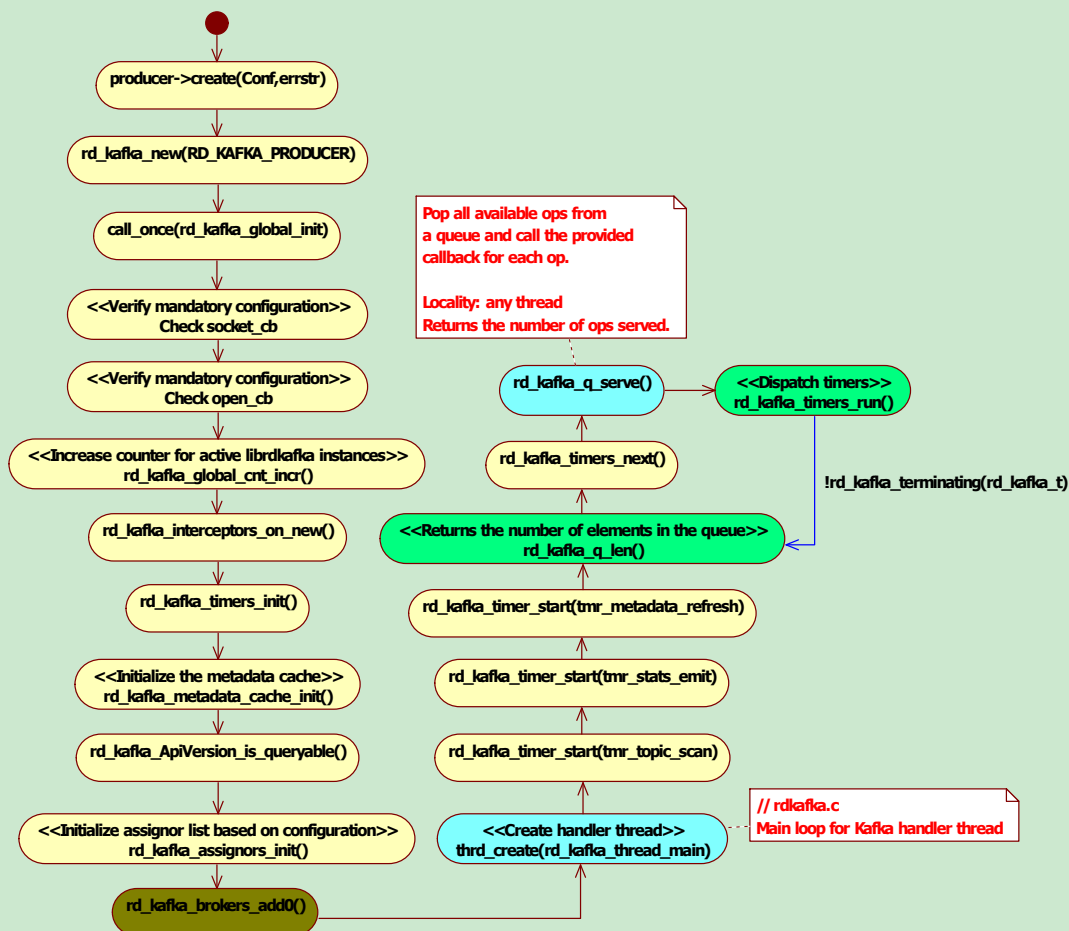 producer->create(Conf,errstr)
rd_kafka_new(RD_KAFKA_PRODUCER)
call_once(rd_kafka_global_init)
<<Verify mandatory configuration>>
Check socket_cb
<<Verify mandatory configuration>>
Check open_cb
<<Increase counter for active librdkafka instances>>
rd_kafka_global_cnt_incr()
rd_kafka_interceptors_on_new()
rd_kafka_timers_init()
<<Initialize the metadata cache>>
rd_kafka_metadata_cache_init()
rd_kafka_ApiVersion_is_queryable()
<<Initialize assignor list based on configuration>>
rd_kafka_assignors_init()
rd_kafka_brokers_add0()
<<Create handler thread>>
thrd_create(rd_kafka_thread_main)
// rdkafka.c
Main loop for Kafka handler thread
rd_kafka_timer_start(tmr_topic_scan)
rd_kafka_timer_start(tmr_stats_emit)
rd_kafka_timer_start(tmr_metadata_refresh)
<<Returns the number of elements in the queue>>
rd_kafka_q_len()
rd_kafka_timers_next()
rd_kafka_q_serve()
Pop all available ops from
a queue and call the provided
callback for each op.
Locality: any thread
Returns the number of ops served.
<<Dispatch timers>>
rd_kafka_timers_run()
!rd_kafka_terminating(rd_kafka_t)